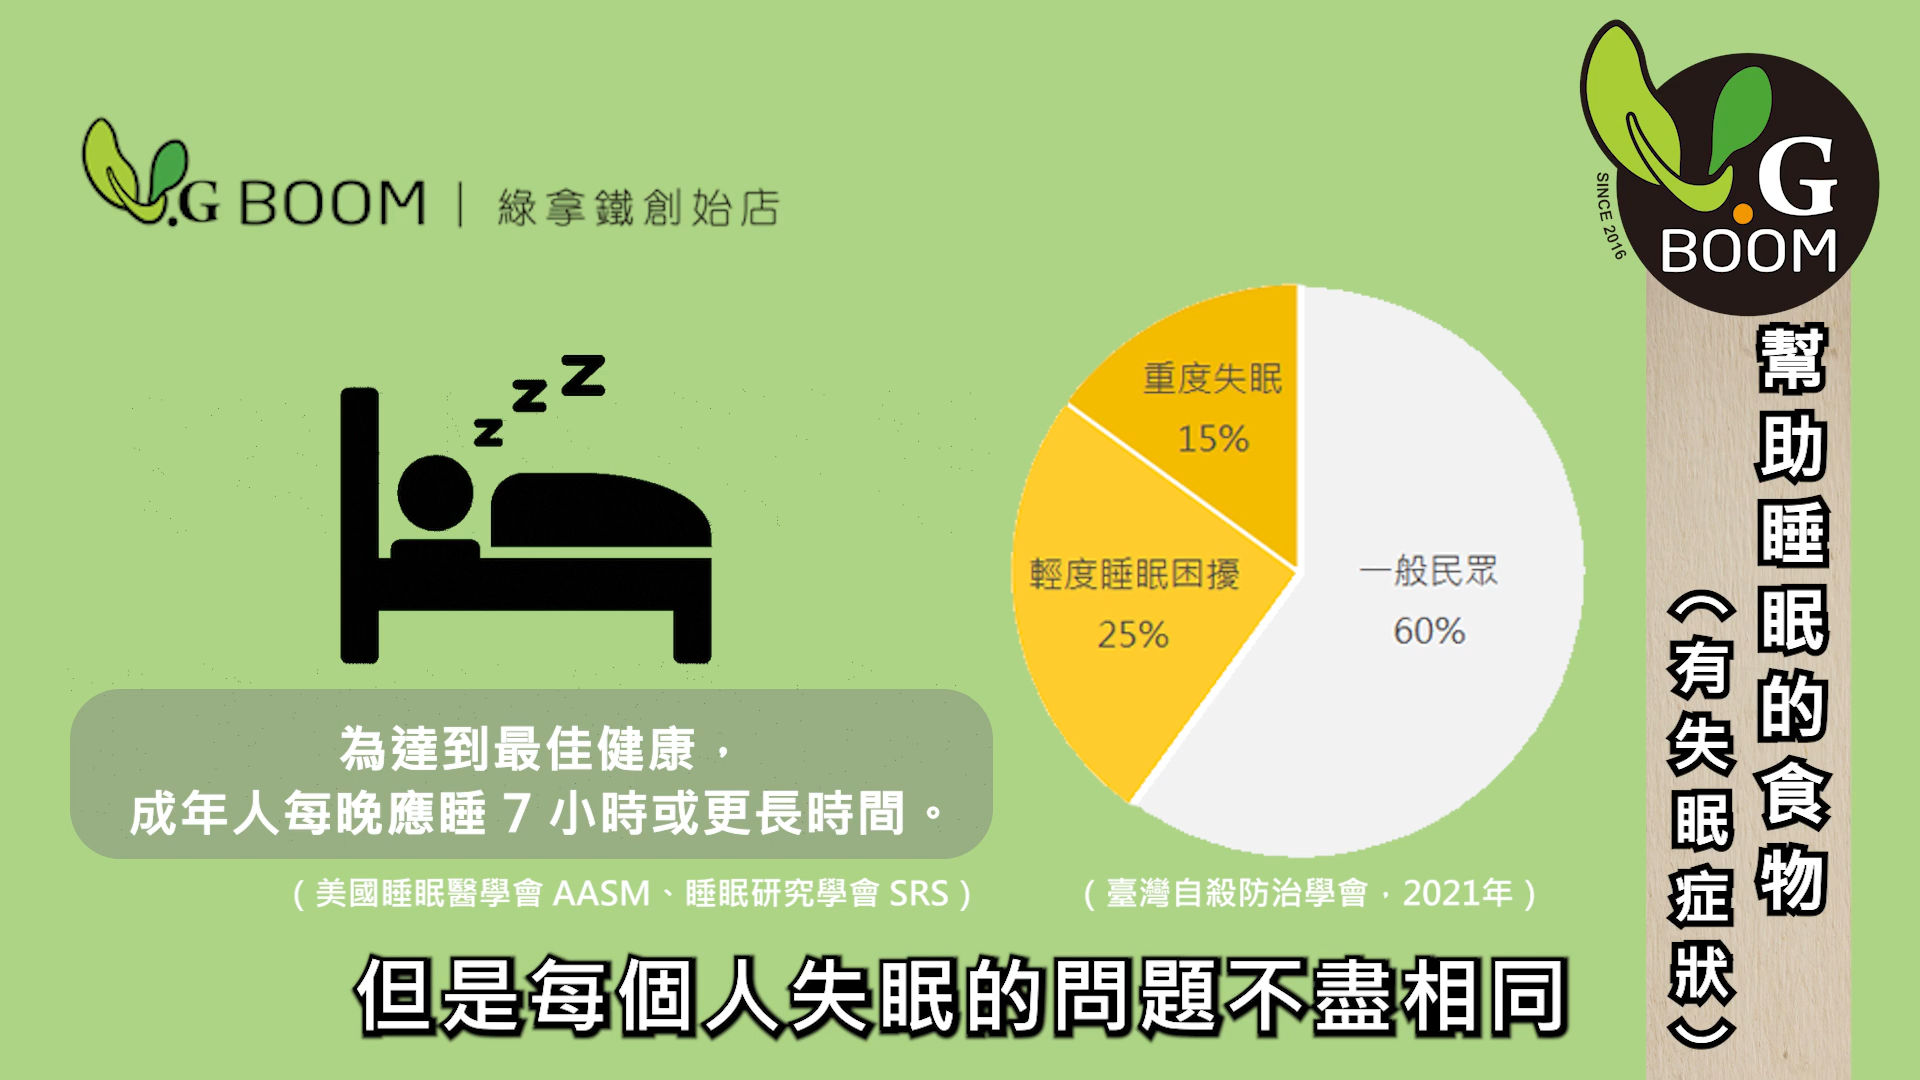 V.G BOOM | 綠拿鐵創始店
V.G
BOOM
SINCE 2016
幫助睡眠的食物
（有失眠症狀）
重度失眠
15%
輕度睡眠困擾
25%
一般民眾
60%
z z z
為達到最佳健康，
成年人每晚應睡 7 小時或更長時間。
（美國睡眠醫學會 AASM、睡眠研究學會 SRS）
（臺灣自殺防治學會，2021年）
但是每個人失眠的問題不盡相同